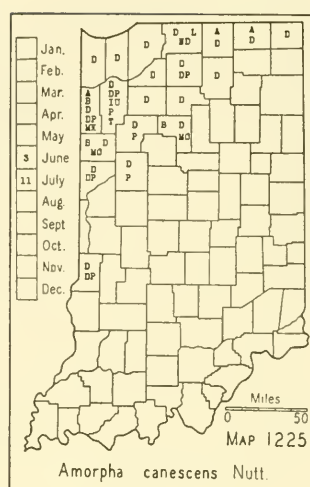 Jan.
Feb.
Mar.
Apr.
May
3 June
11 July
Aug.
Sept
Oct.
Nov.
Dec.
D L
D D D ND A D A D D
D D
DP D
A
B D
D DP
DP IU D D
MX P
T
B D D P B D
MO MO
D D
DP P
D
DP
Miles
0 50
MAP 1225
Amorpha canescens Nutt.